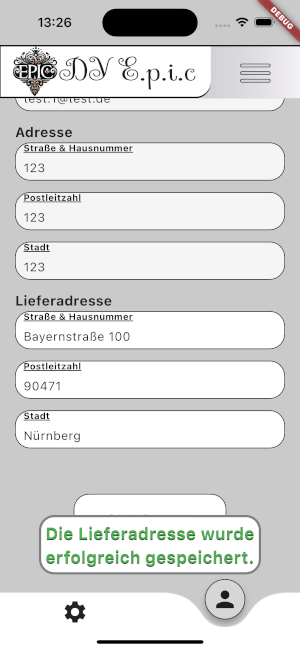 13:26
DEBUG
EPIC
DV E.p.i.c
test.1@test.de
Adresse
Straße & Hausnummer
123
Postleitzahl
123
Stadt
123
Lieferadresse
Straße & Hausnummer
Bayernstraße 100
Postleitzahl
90471
Stadt
Nürnberg
Die Lieferadresse wurde
erfolgreich gespeichert.